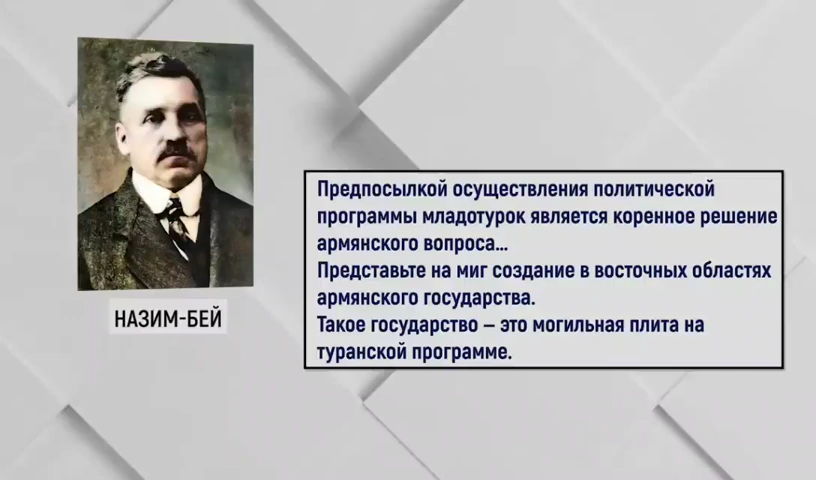 НАЗИМ-БЕЙ
Предпосылкой осуществления политической
программы младотурок является коренное решение
армянского вопроса...
Представьте на миг создание в восточных областях
армянского государства.
Такое государство – это могильная плита на
туранской программе.